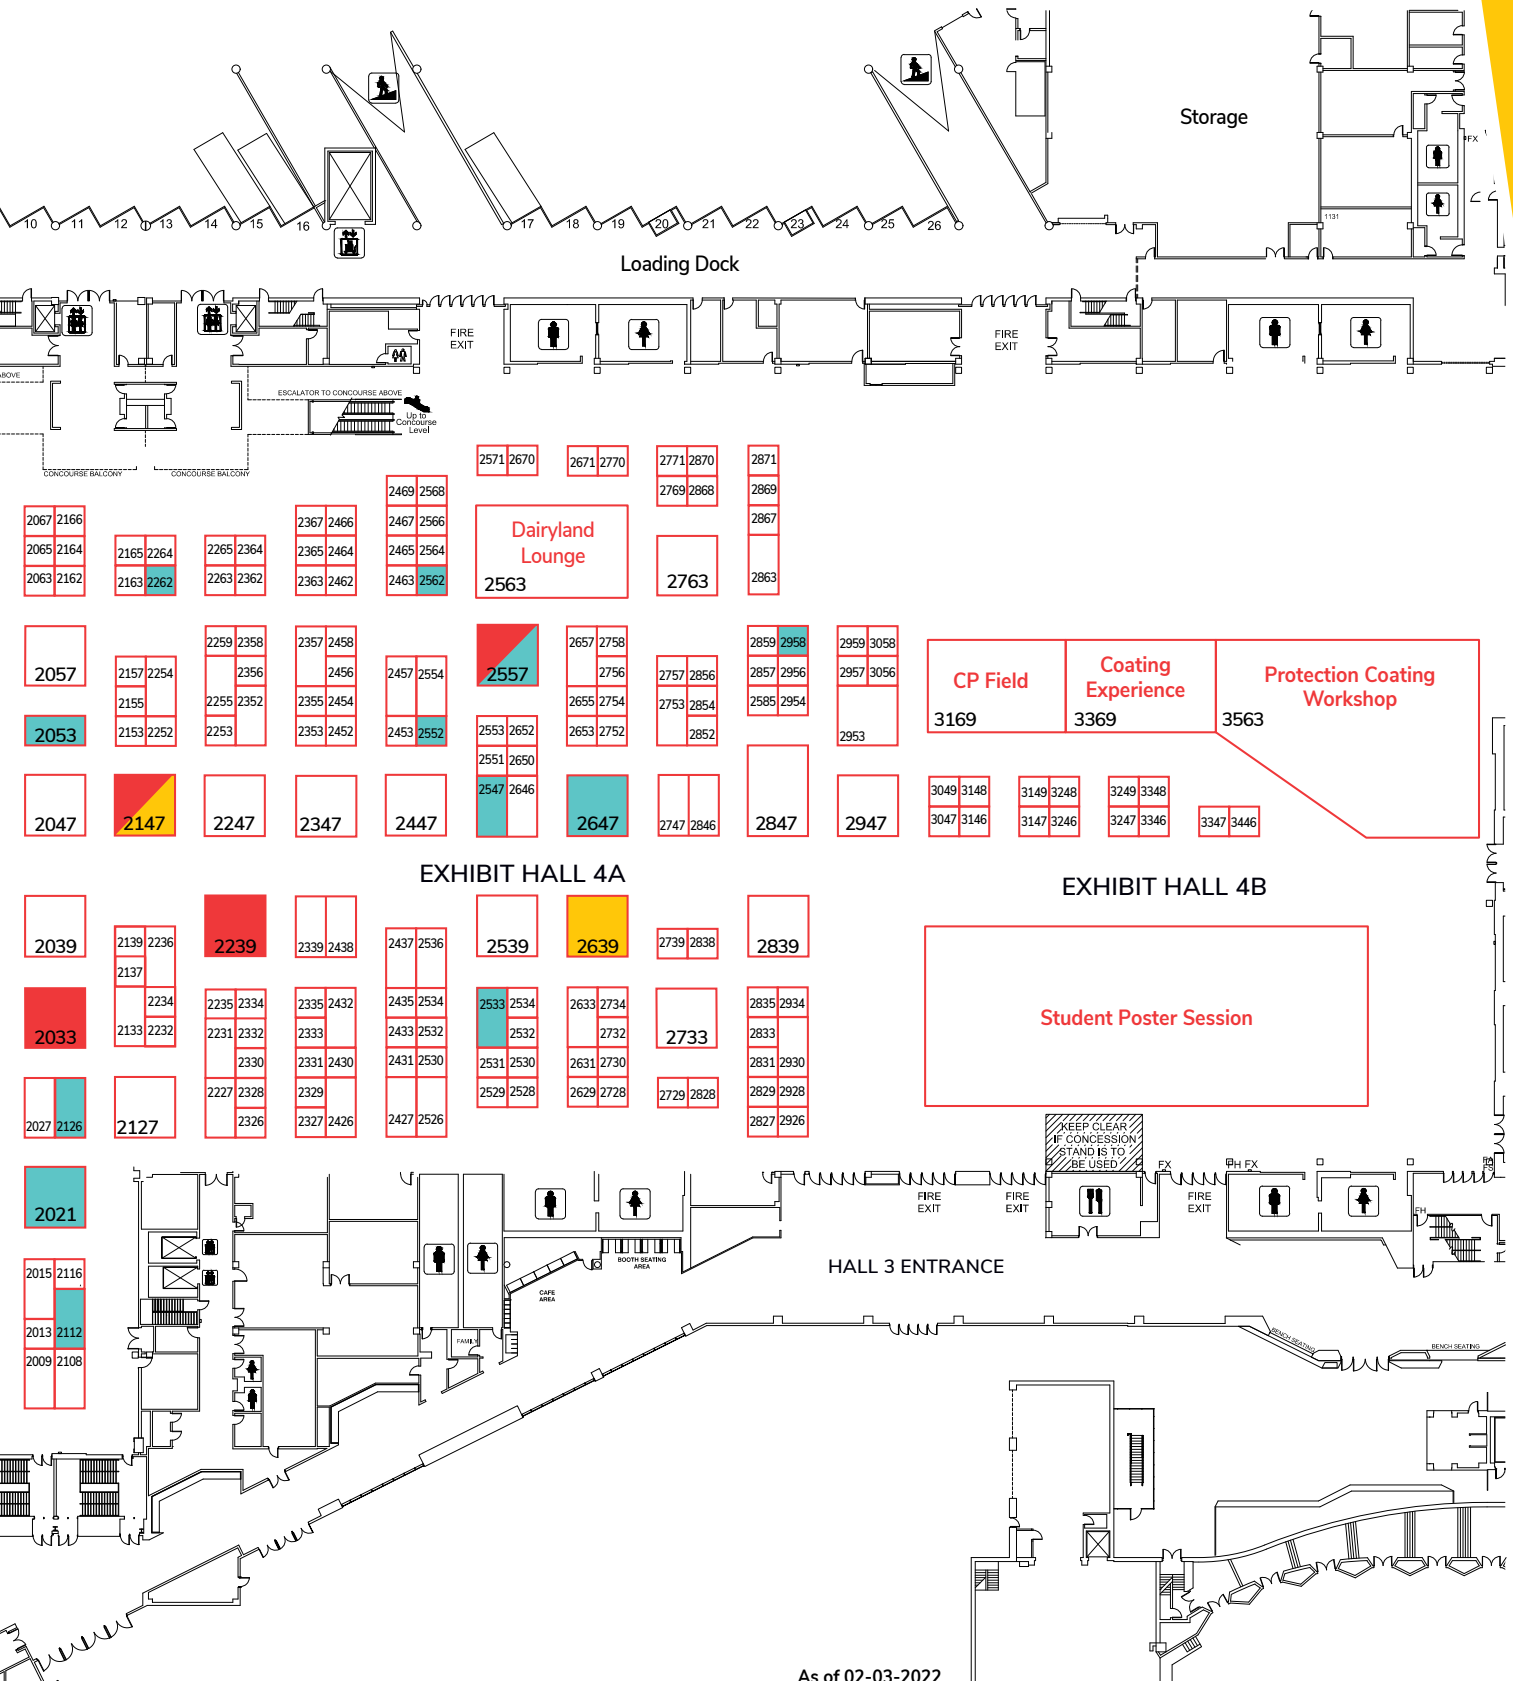 Storage
FX
1131
10 11 12 13 14 15 16 17 18 19 20 21 22 23 24 25 26
Loading Dock
FIRE
EXIT
FIRE
EXIT
ABOVE
ESCALATOR TO CONCOURSE ABOVE
Up to
Concourse
Level
CONCOURSE BALCONY
CONCOURSE BALCONY
2571 2670 2671 2770 2771 2870 2871
2469 2568 2769 2868 2869
2067 2166 2367 2466 2467 2566 2867
Dairyland
Lounge
2563
2065 2164 2165 2264 2265 2364 2365 2464 2465 2564
2063 2162 2163 2262 2263 2362 2363 2462 2463 2562 2763 2863
2259 2358 2357 2458 2657 2758 2859 2958 2959 3058
2057 2157 2254 2356 2456 2457 2554 2557 2756 2757 2856 2857 2956 2957 3056
CP Field
3169
Coating
Experience
3369
Protection Coating
Workshop
3563
2155 2255 2352 2355 2454 2655 2754 2753 2854 2585 2954
2053 2153 2252 2253 2353 2452 2453 2552 2553 2652 2653 2752 2852 2953
2551 2650
2547 2646
3049 3148 3149 3248 3249 3348
2047 2147 2247 2347 2447 2647 2747 2846 2847 2947 3047 3146 3147 3246 3247 3346 3347 3446
EXHIBIT HALL 4A
EXHIBIT HALL 4B
2039 2139 2236 2239 2339 2438 2437 2536 2539 2639 2739 2838 2839
2137
2033 2234 2235 2334 2335 2432 2435 2534 2533 2534 2633 2734 2733 2835 2934
2133 2232 2231 2332 2333 2433 2532 2532 2732 2833
Student Poster Session
2330 2331 2430 2431 2530 2531 2530 2631 2730 2831 2930
2227 2328 2329 2529 2528 2629 2728 2729 2828 2829 2928
2027 2126 2127 2326 2327 2426 2427 2526 2827 2926
KEEP CLEAR
IF CONCESSION
STAND IS TO
BE USED
FX
FH FX
FIRE
EXIT
FIRE
EXIT
FIRE
EXIT
FH
2021
BOOTH SEATING
AREA
HALL 3 ENTRANCE
CAFE
AREA
2015 2116
2013 2112
FAMILY
BENCH SEATING
BENCH SEATING
2009 2108
As of 02-03-2022